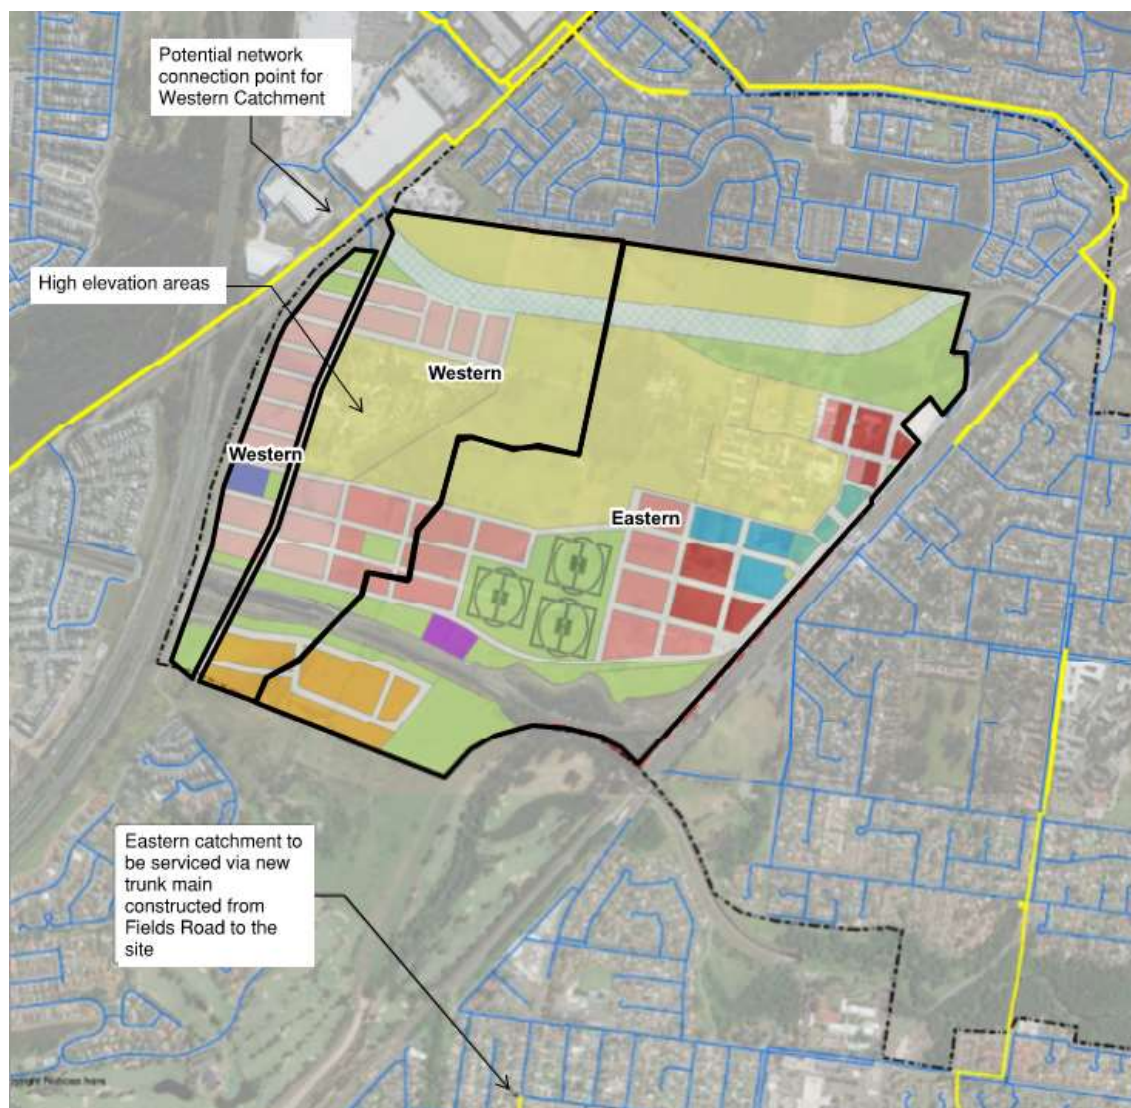 Potential network
connection point for
Western Catchment
High elevation areas
Western
Western
Eastern
Eastern catchment to
be serviced via new
trunk main
constructed from
Fields Road to the
site